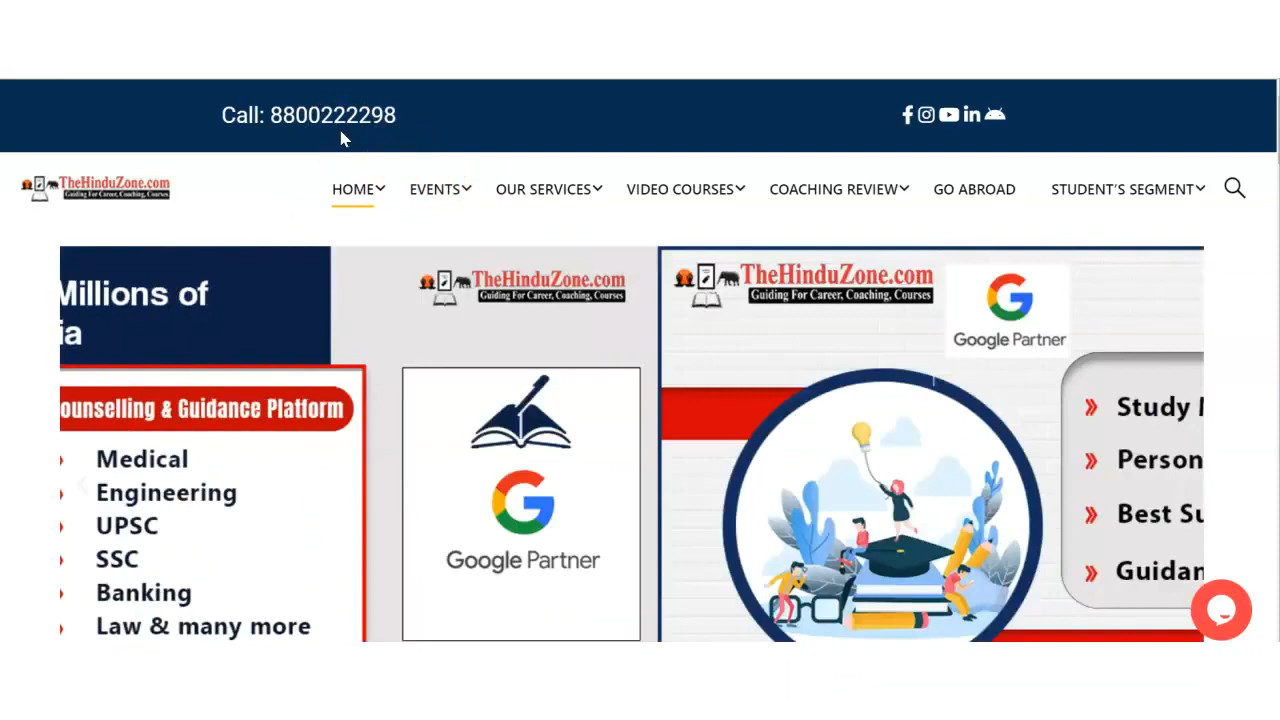 Call: 8800222298
TheHinduZone.com
Guiding For Career, Coaching, Courses
HOME EVENTS OUR SERVICES VIDEO COURSES COACHING REVIEW GO ABROAD STUDENT'S SEGMENT
Millions of
ia
ounselling & Guidance Platform
Medical
Engineering
UPSC
SSC
Banking
Law & many more
TheHinduZone.com
Guiding For Career, Coaching, Courses
Google Partner
TheHinduZone.com
Guiding For Career, Coaching, Courses
Google Partner
Study
Person
Best Su
Guidan